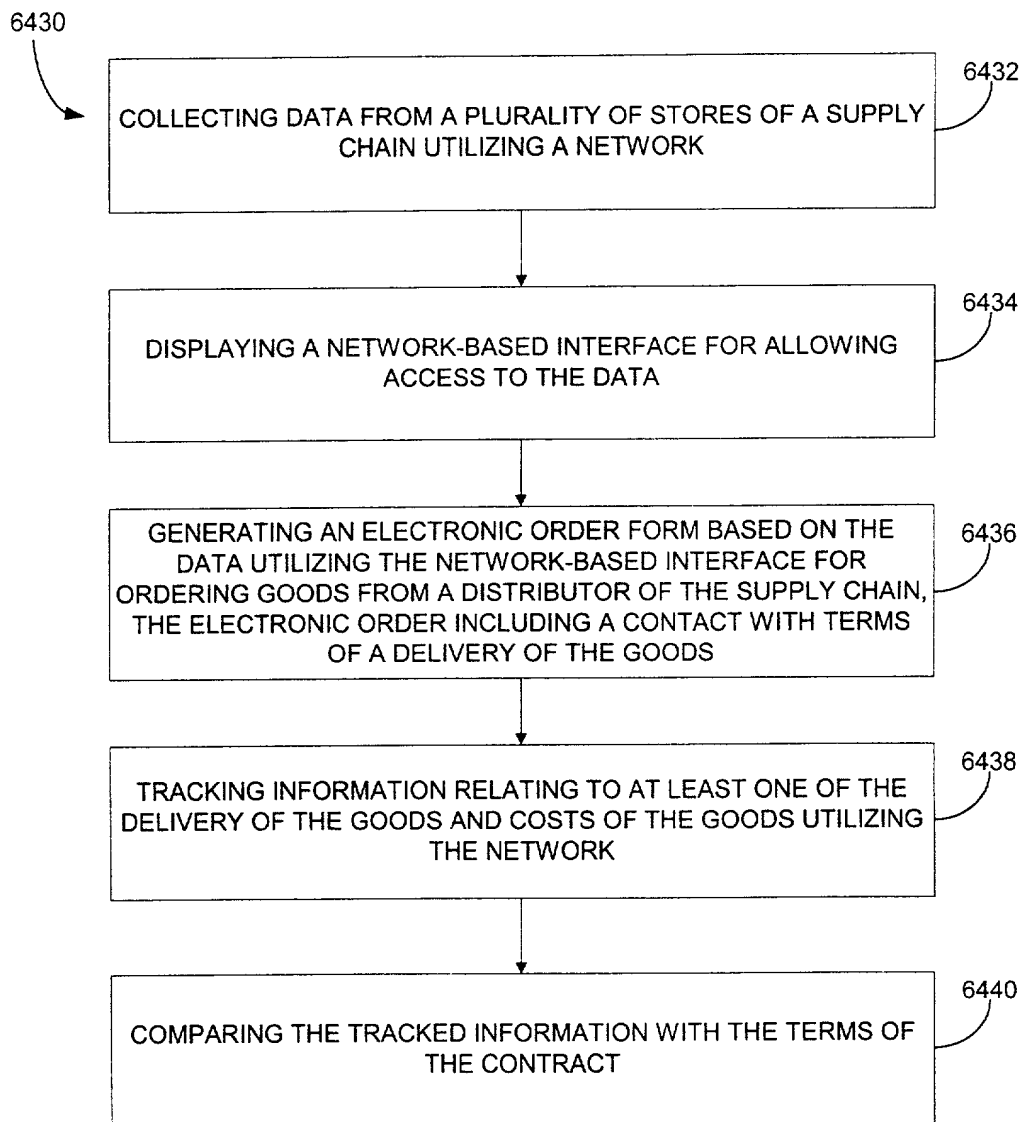 6430
6432
COLLECTING DATA FROM A PLURALITY OF STORES OF A SUPPLY
CHAIN UTILIZING A NETWORK
6434
DISPLAYING A NETWORK-BASED INTERFACE FOR ALLOWING
ACCESS TO THE DATA
6436
GENERATING AN ELECTRONIC ORDER FORM BASED ON THE
DATA UTILIZING THE NETWORK-BASED INTERFACE FOR
ORDERING GOODS FROM A DISTRIBUTOR OF THE SUPPLY CHAIN,
THE ELECTRONIC ORDER INCLUDING A CONTACT WITH TERMS
OF A DELIVERY OF THE GOODS
6438
TRACKING INFORMATION RELATING TO AT LEAST ONE OF THE
DELIVERY OF THE GOODS AND COSTS OF THE GOODS UTILIZING
THE NETWORK
6440
COMPARING THE TRACKED INFORMATION WITH THE TERMS OF
THE CONTRACT